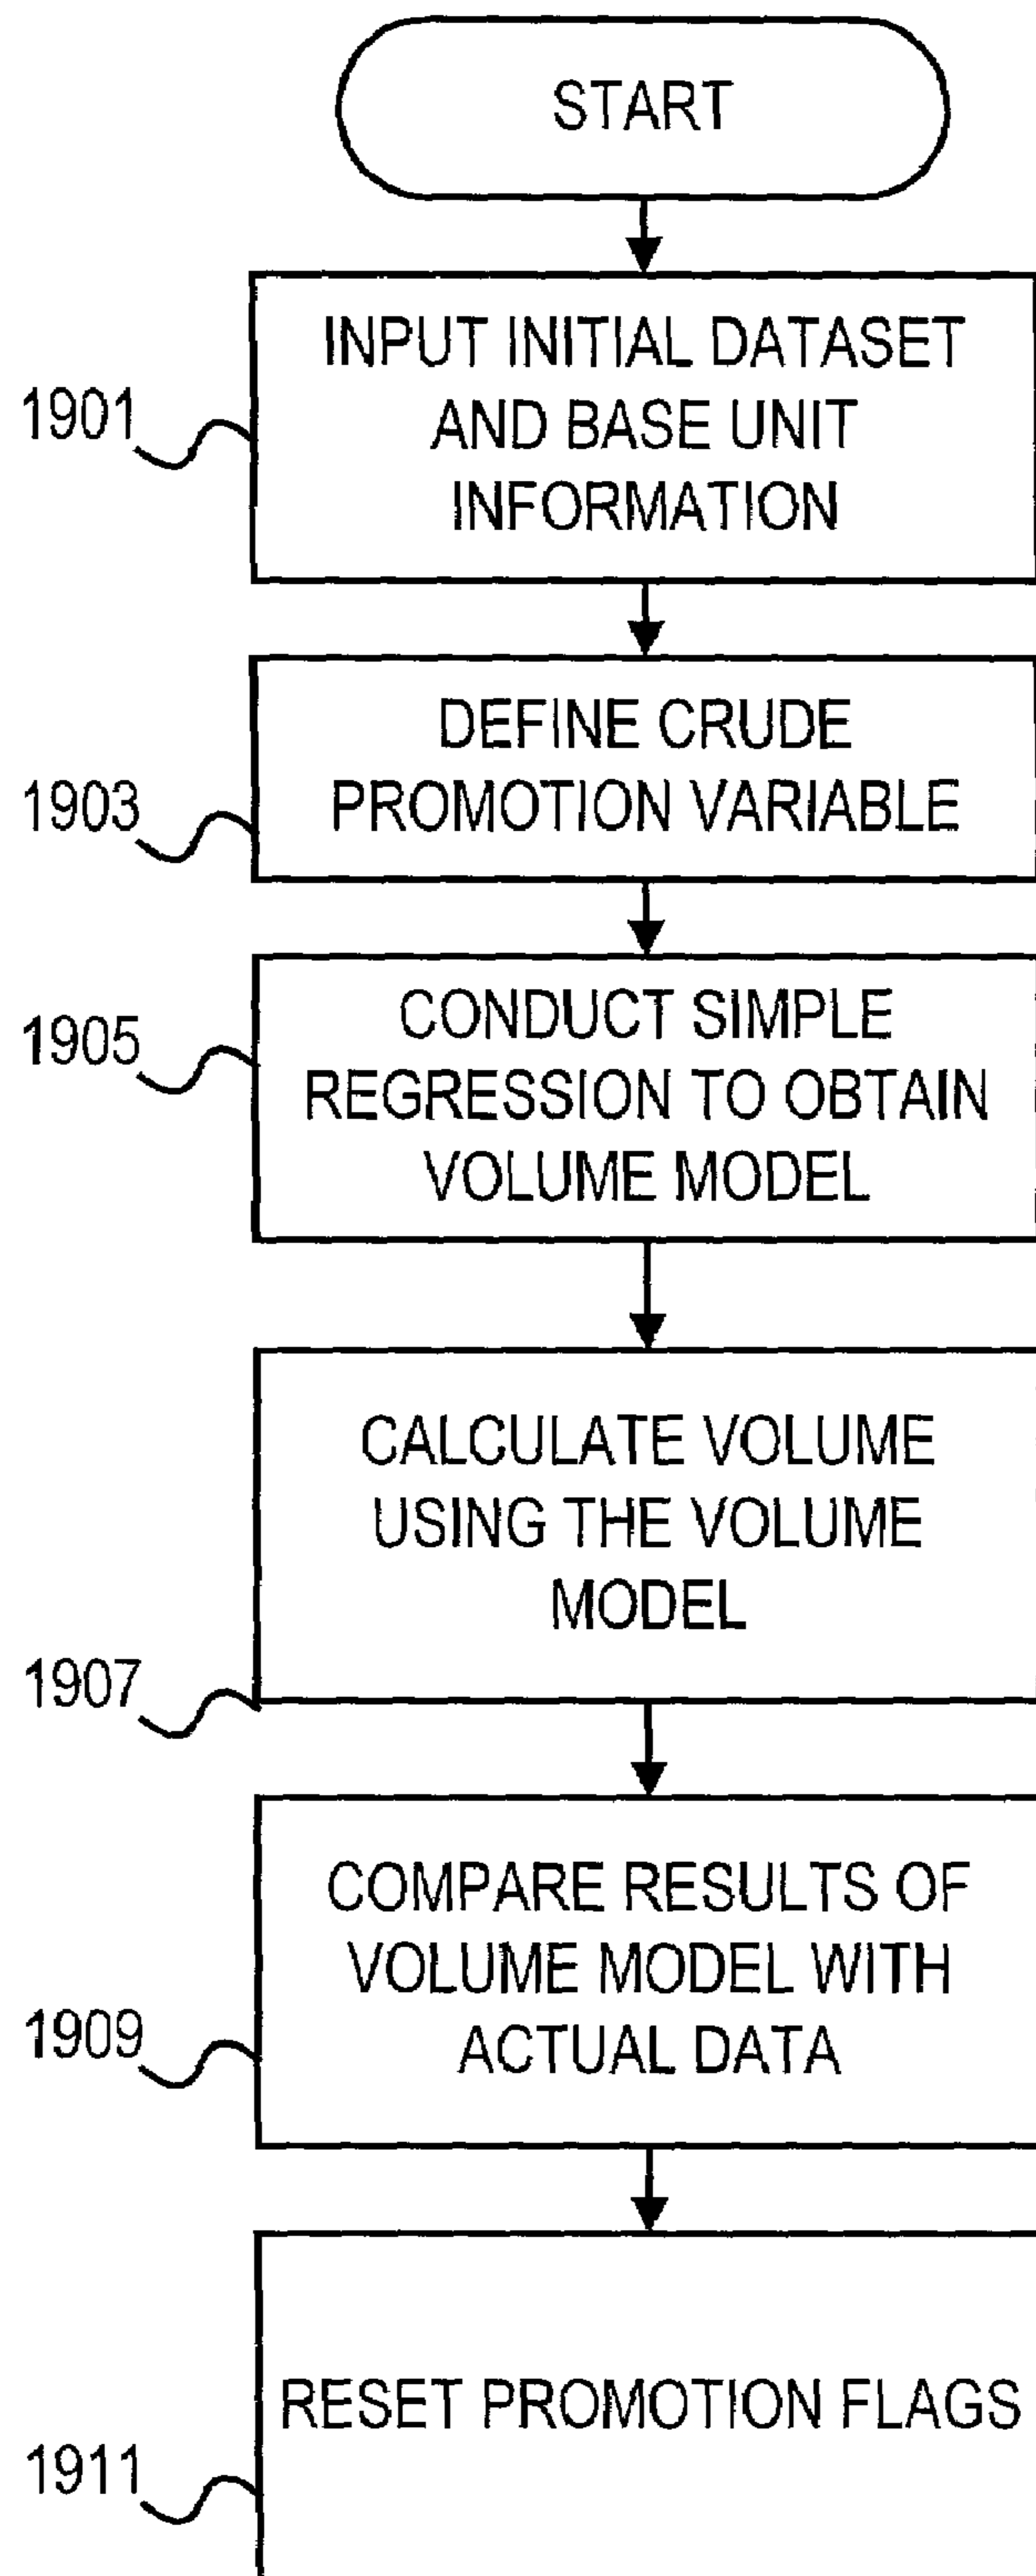 START
INPUT INITIAL DATASET
AND BASE UNIT
INFORMATION
1901
DEFINE CRUDE
PROMOTION VARIABLE
1903
CONDUCT SIMPLE
REGRESSION TO OBTAIN
VOLUME MODEL
1905
CALCULATE VOLUME
USING THE VOLUME
MODEL
1907
COMPARE RESULTS OF
VOLUME MODEL WITH
ACTUAL DATA
1909
RESET PROMOTION FLAGS
1911